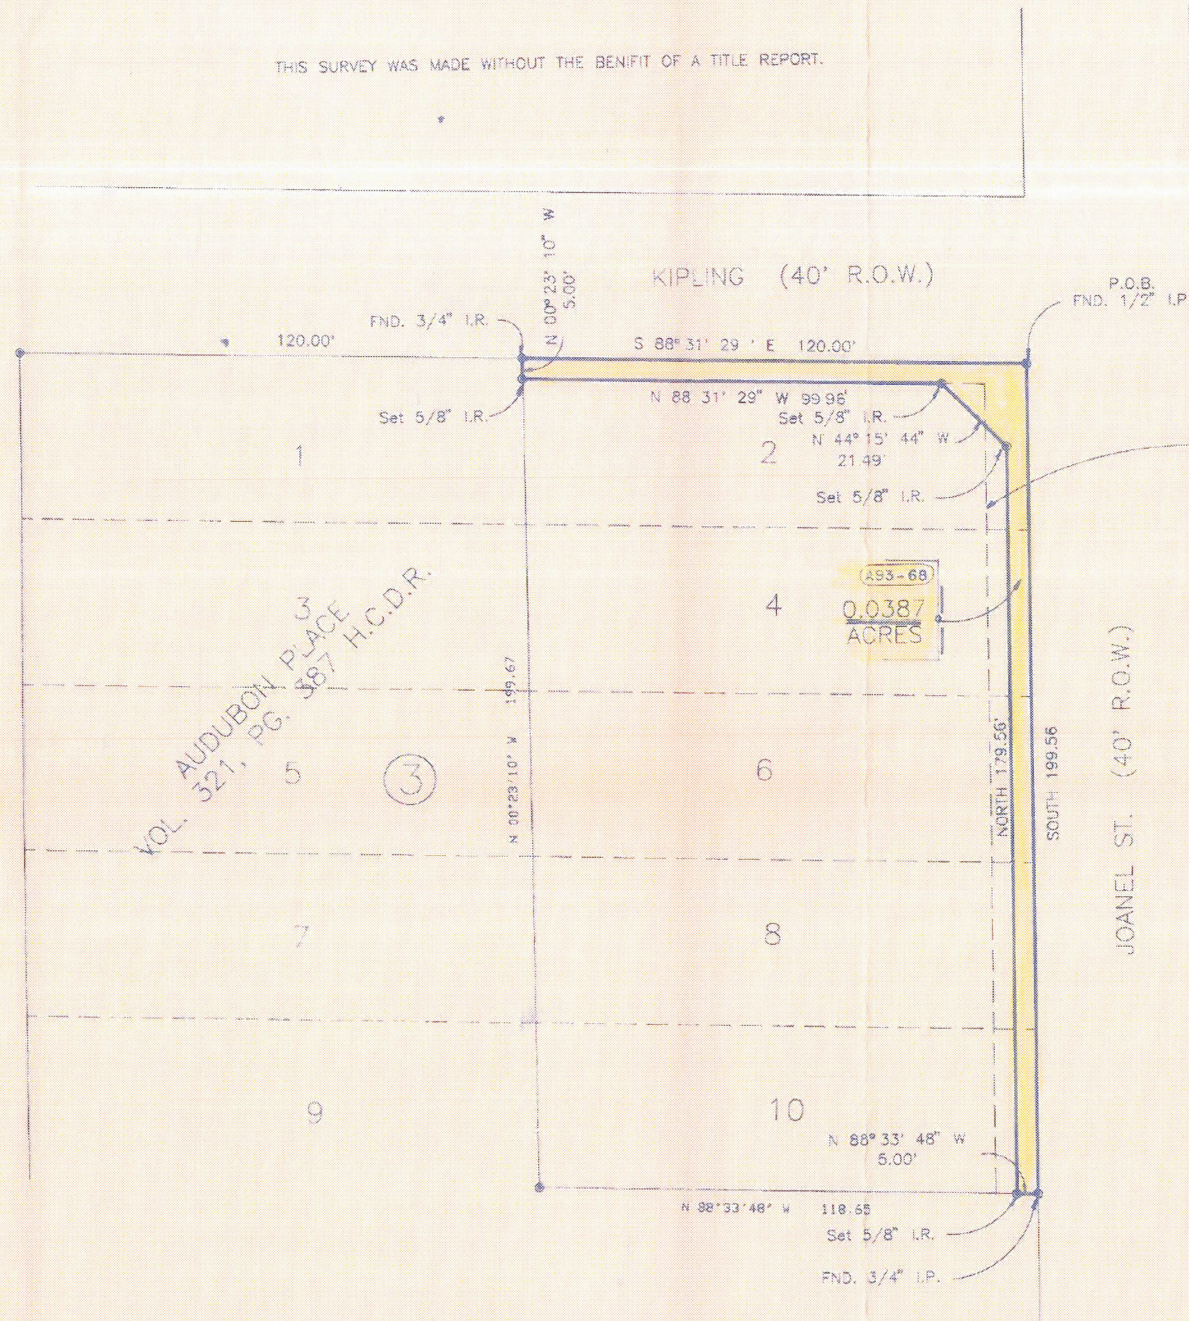 THIS SURVEY WAS MADE WITHOUT THE BENIFIT OF A TITLE REPORT.
N 00° 23' 10" W
5.00'
KIPLING (40' R.O.W.)
P.O.B.
FND. 1/2" I.P
FND. 3/4" I.R.
120.00'
S 88° 31' 29 ' E 120.00'
N 88 31' 29" W 99 96'
Set 5/8" I.R.
Set 5/8" I.R.
N 44° 15' 44" W
21 49'
1
2
Set 5/8" I.R.
A93-68
0.0387
ACRES
3
4
AUDUBON PLACE
VOL. 321, PG. 387 H.C.D.R.
N 00°23'10' W 199.67
5
3
6
NORTH 179.56'
SOUTH 199.56
JOANEL ST. (40' R.O.W.)
7
8
9
10
N 88° 33' 48" W
5.00'
N 88°33'48' W 118.65
Set 5/8" I.R.
FND. 3/4" I.P.